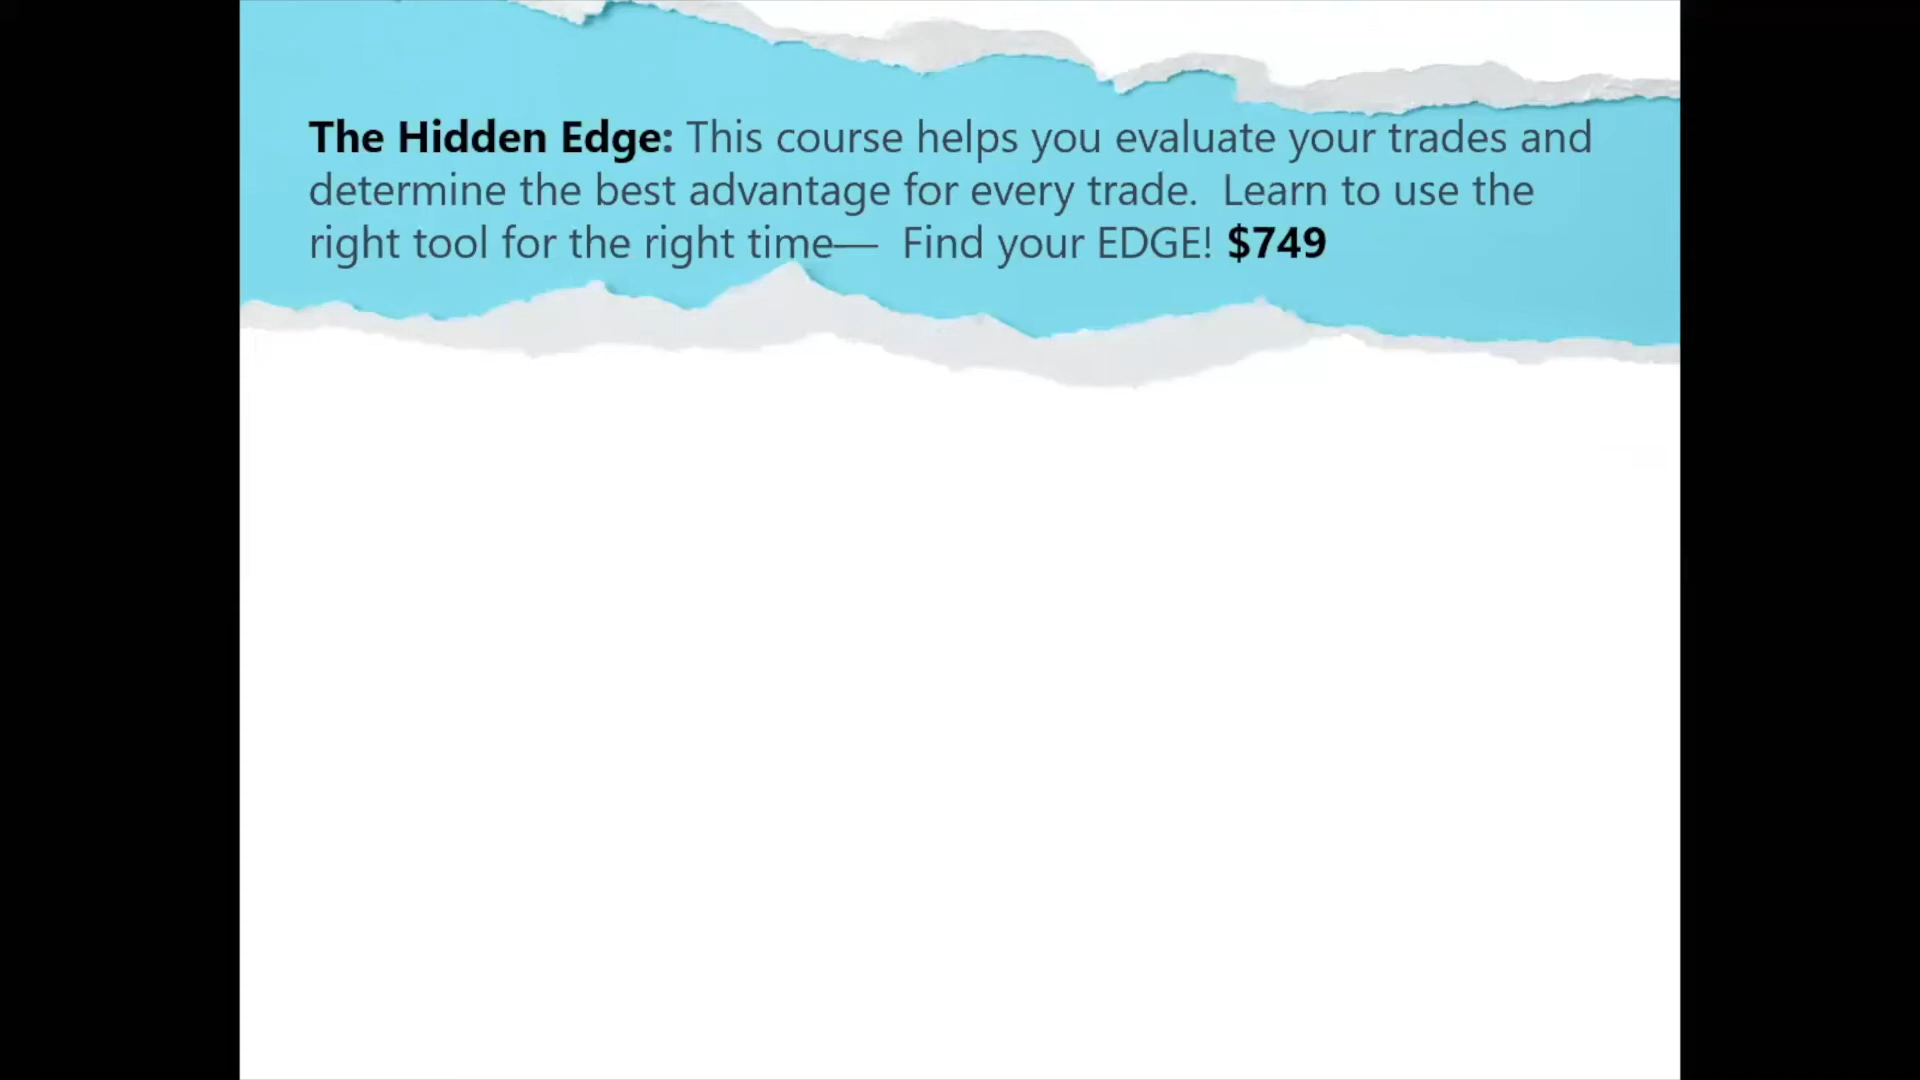 The Hidden Edge: This course helps you evaluate your trades and
determine the best advantage for every trade.  Learn to use the
right tool for the right time—  Find your EDGE! $749